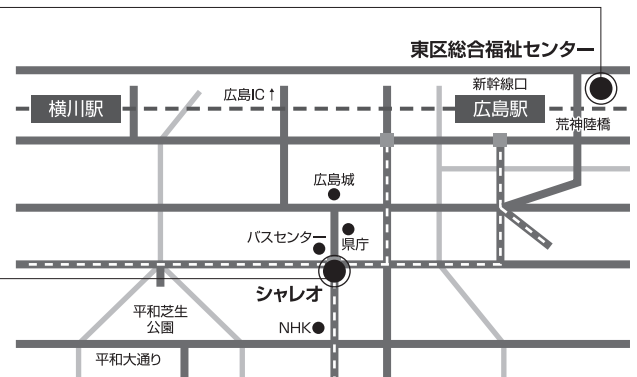 東区総合福祉センター
新幹線口
広島IC↑
横川駅
広島駅
荒神陸橋
広島城
バスセンター
県庁
シャレオ
平和芝生
公園
NHK
平和大通り